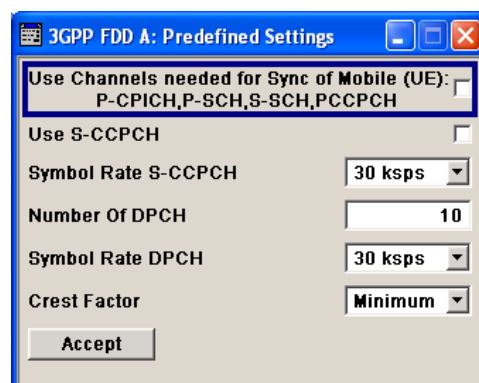 3GPP FDD A: Predefined Settings
Use Channels needed for Sync of Mobile (UE):
P-CPICH,P-SCH,S-SCH,PCCPCH
Use S-CCPCH
Symbol Rate S-CCPCH 30 ksps
Number Of DPCH 10
Symbol Rate DPCH 30 ksps
Crest Factor Minimum
Accept